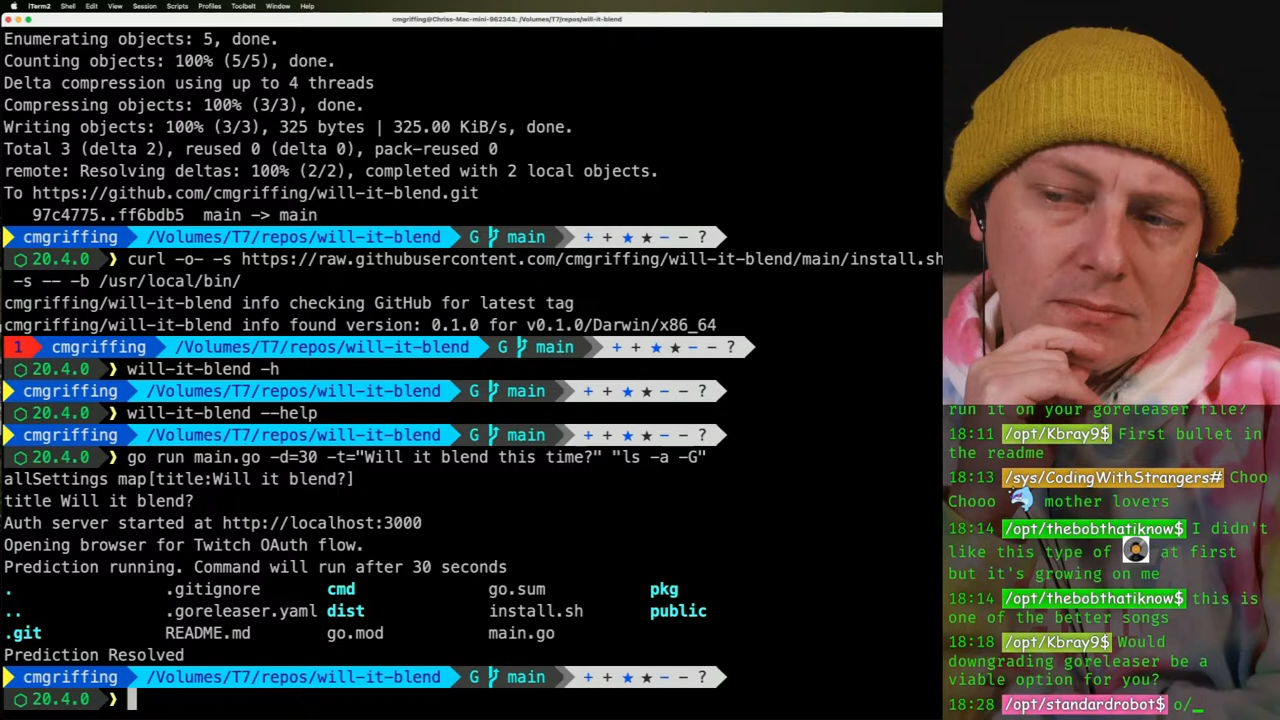 iTerm2 Shell Edit View Session Scripts Profiles Toolbelt Window Help
cmgriffing@Chriss-Mac-mini-962343: /Volumes/T7/repos/will-it-blend
Enumerating objects: 5, done.
Counting objects: 100% (5/5), done.
Delta compression using up to 4 threads
Compressing objects: 100% (3/3), done.
Writing objects: 100% (3/3), 325 bytes | 325.00 KiB/s, done.
Total 3 (delta 2), reused 0 (delta 0), pack-reused 0
remote: Resolving deltas: 100% (2/2), completed with 2 local objects.
To https://github.com/cmgriffing/will-it-blend.git
97c4775..ff6bdb5 main -> main
cmgriffing /Volumes/T7/repos/will-it-blend G main + + ★ ★ − − ?
20.4.0 ❯ curl -o- -s https://raw.githubusercontent.com/cmgriffing/will-it-blend/main/install.sh
-s -- -b /usr/local/bin/
cmgriffing/will-it-blend info checking GitHub for latest tag
cmgriffing/will-it-blend info found version: 0.1.0 for v0.1.0/Darwin/x86_64
1 cmgriffing /Volumes/T7/repos/will-it-blend G main + + ★ ★ − − ?
20.4.0 ❯ will-it-blend -h
cmgriffing /Volumes/T7/repos/will-it-blend G main + + ★ ★ − − ?
20.4.0 ❯ will-it-blend --help
cmgriffing /Volumes/T7/repos/will-it-blend G main + + ★ ★ − − ?
20.4.0 ❯ go run main.go -d=30 -t="Will it blend this time?" "ls -a -G"
allSettings map[title:Will it blend?]
title Will it blend?
Auth server started at http://localhost:3000
Opening browser for Twitch OAuth flow.
Prediction running. Command will run after 30 seconds
. .gitignore cmd go.sum pkg
.. .goreleaser.yaml dist install.sh public
.git README.md go.mod main.go
Prediction Resolved
cmgriffing /Volumes/T7/repos/will-it-blend G main + + ★ ★ − − ?
20.4.0 ❯
run it on your goreleaser file?
18:11 /opt/Kbray9$ First bullet in
the readme
18:13 /sys/CodingWithStrangers# Choo
Chooo mother lovers
18:14 /opt/thebobthatiknow$ I didn't
like this type of at first
but it's growing on me
18:14 /opt/thebobthatiknow$ this is
one of the better songs
18:18 /opt/Kbray9$ Would
downgrading goreleaser be a
viable option for you?
18:28 /opt/standardrobot$ o/_